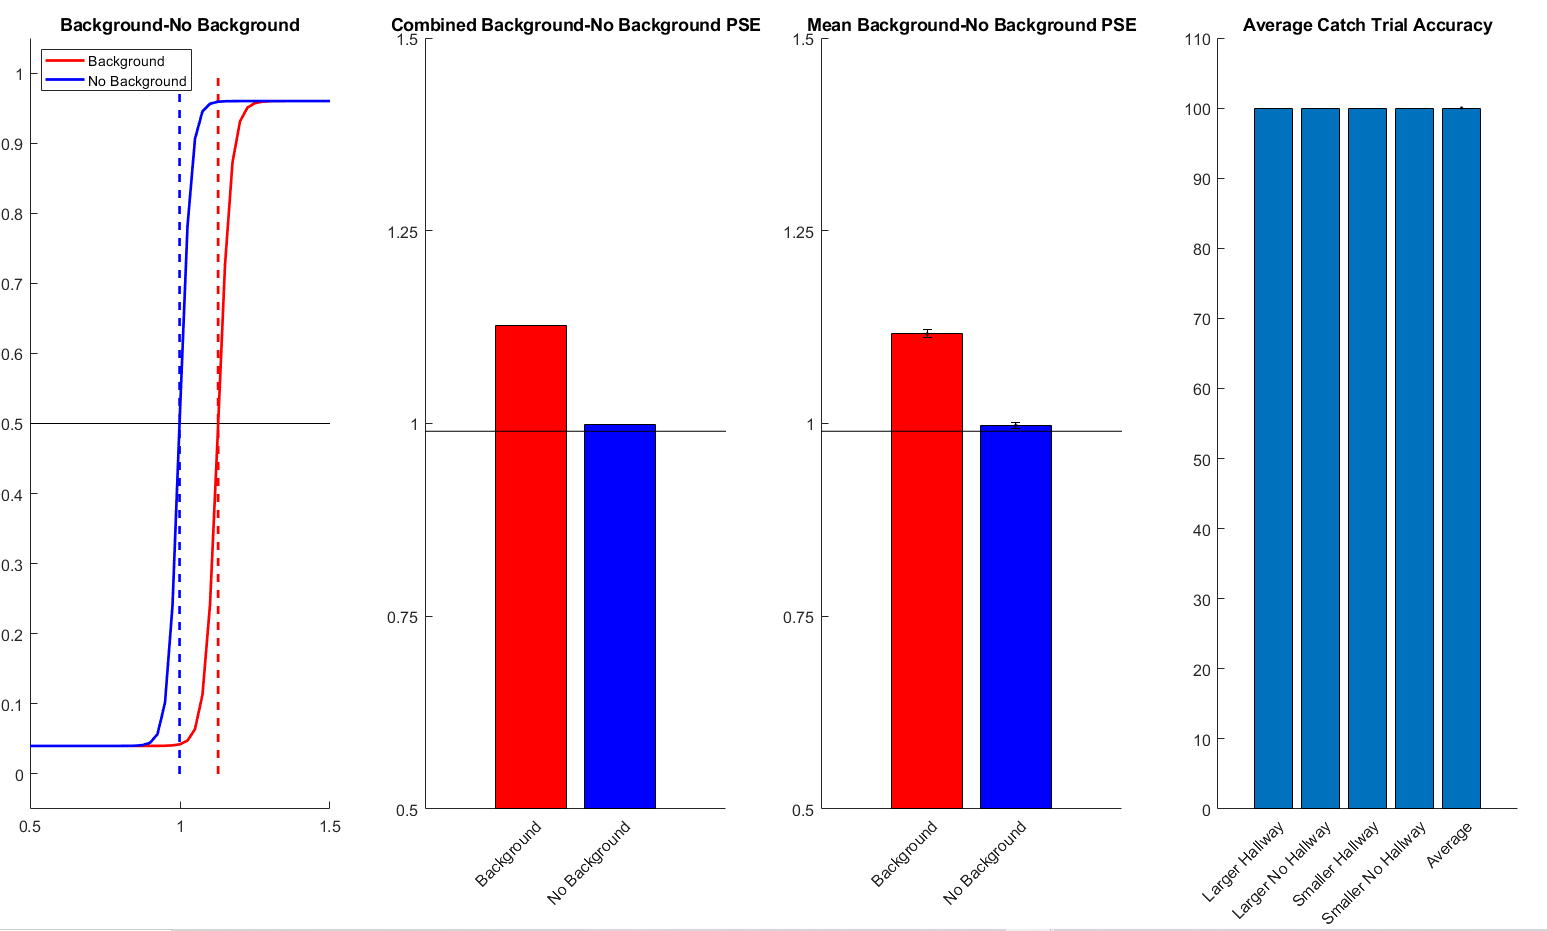 Background-No Background
Background
No Background
1
0.9
0.8
0.7
0.6
0.5
0.4
0.3
0.2
0.1
0
0.5
1
1.5
Combined Background-No Background PSE
1.5
1.25
1
0.75
0.5
Background
No Background
Mean Background-No Background PSE
1.5
1.25
1
0.75
0.5
Background
No Background
Average Catch Trial Accuracy
110
100
90
80
70
60
50
40
30
20
10
0
Larger Hallway
Larger No Hallway
Smaller Hallway
Smaller No Hallway
Average